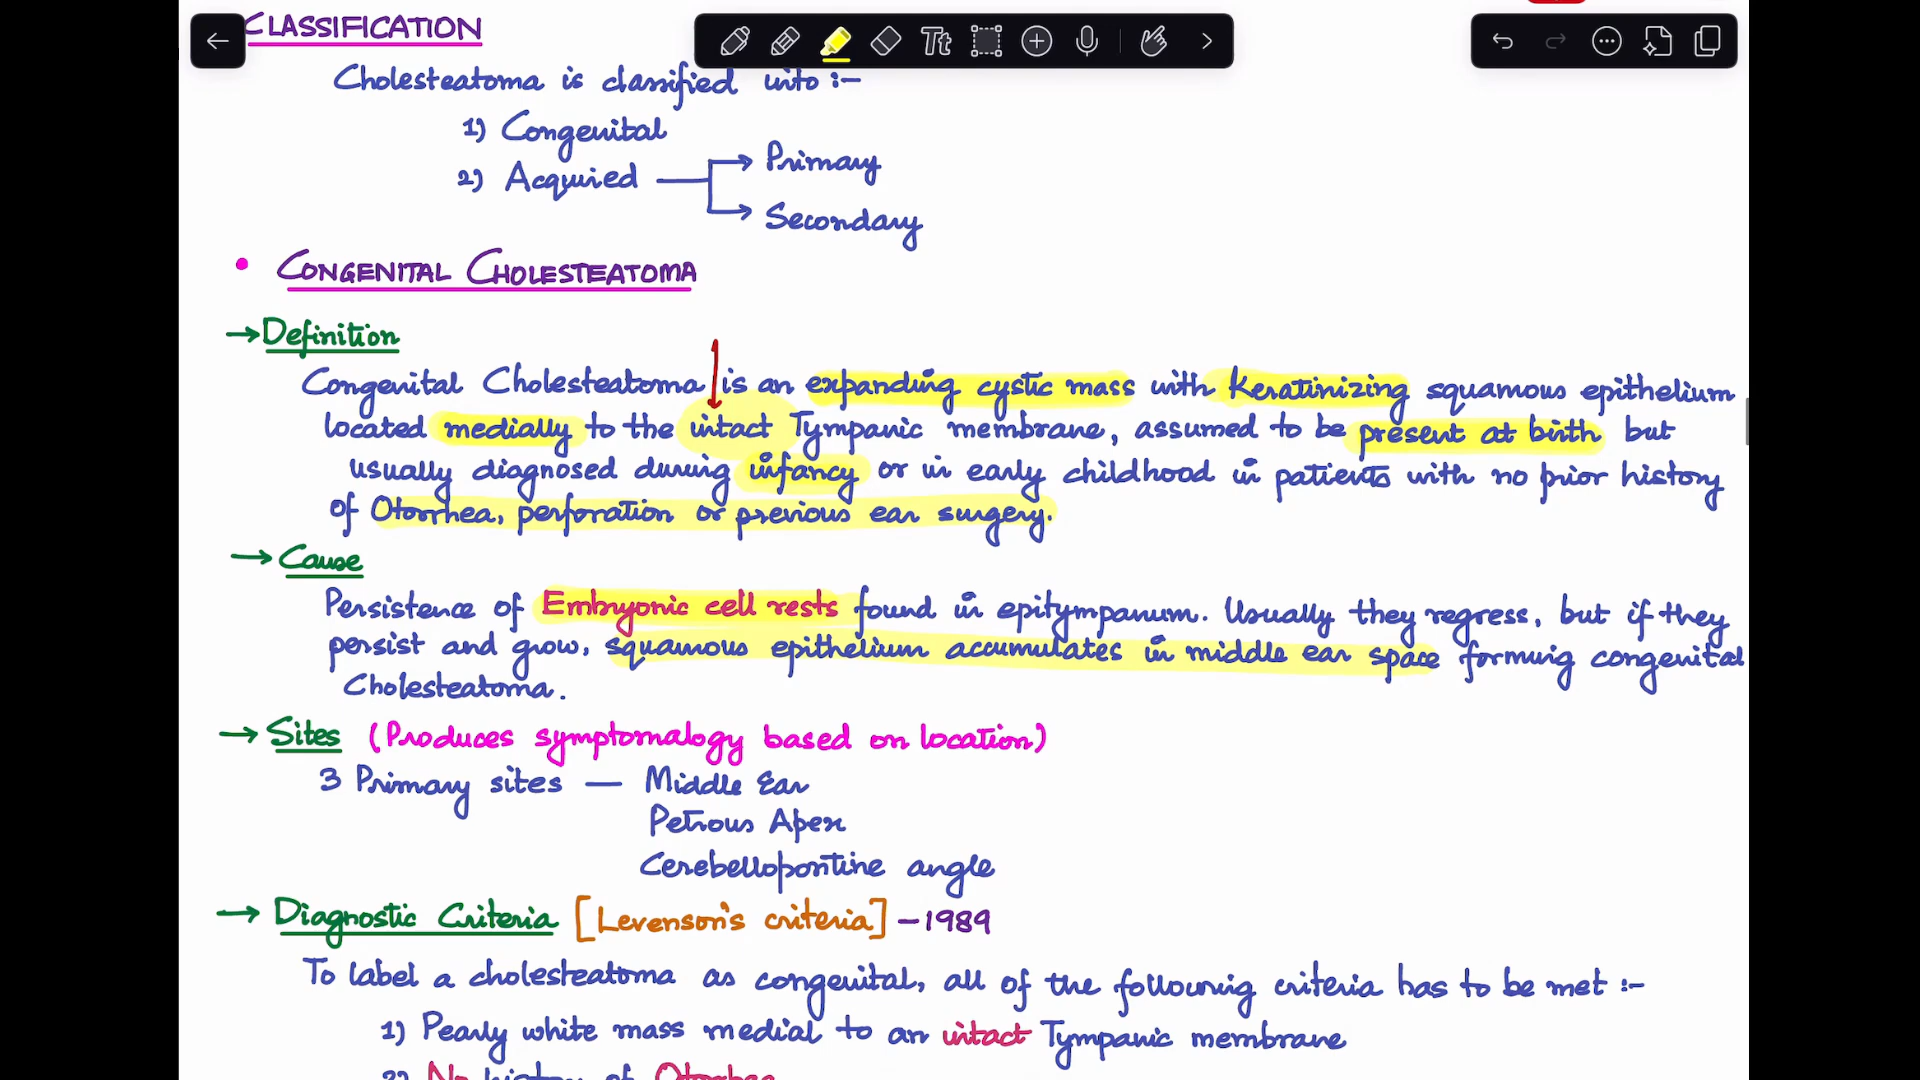 CLASSIFICATION
Cholesteatoma is classified into :-
1) Congenital
2) Acquired
Primary
Secondary
• CONGENITAL CHOLESTEATOMA
→ Definition
Congenital Cholesteatoma is an expanding cystic mass with Keratinizing squamous epithelium
located medially to the intact Tympanic membrane, assumed to be present at birth but
usually diagnosed during infancy or in early childhood in patients with no prior history
of Otorrhea, perforation or previous ear surgery.
→ Cause
Persistence of Embryonic cell rests found in epitympanum. Usually they regress, but if they
persist and grow, squamous epithelium accumulates in middle ear space forming congenital
Cholesteatoma.
→ Sites (Produces symptomalogy based on location)
3 Primary sites — Middle Ear
Petrous Apex
Cerebellopontine angle
→ Diagnostic Criteria [Levenson's criteria] – 1989
To label a cholesteatoma as congenital, all of the following criteria has to be met :-
1) Pearly white mass medial to an intact Tympanic membrane
2) No history of Otorrhea